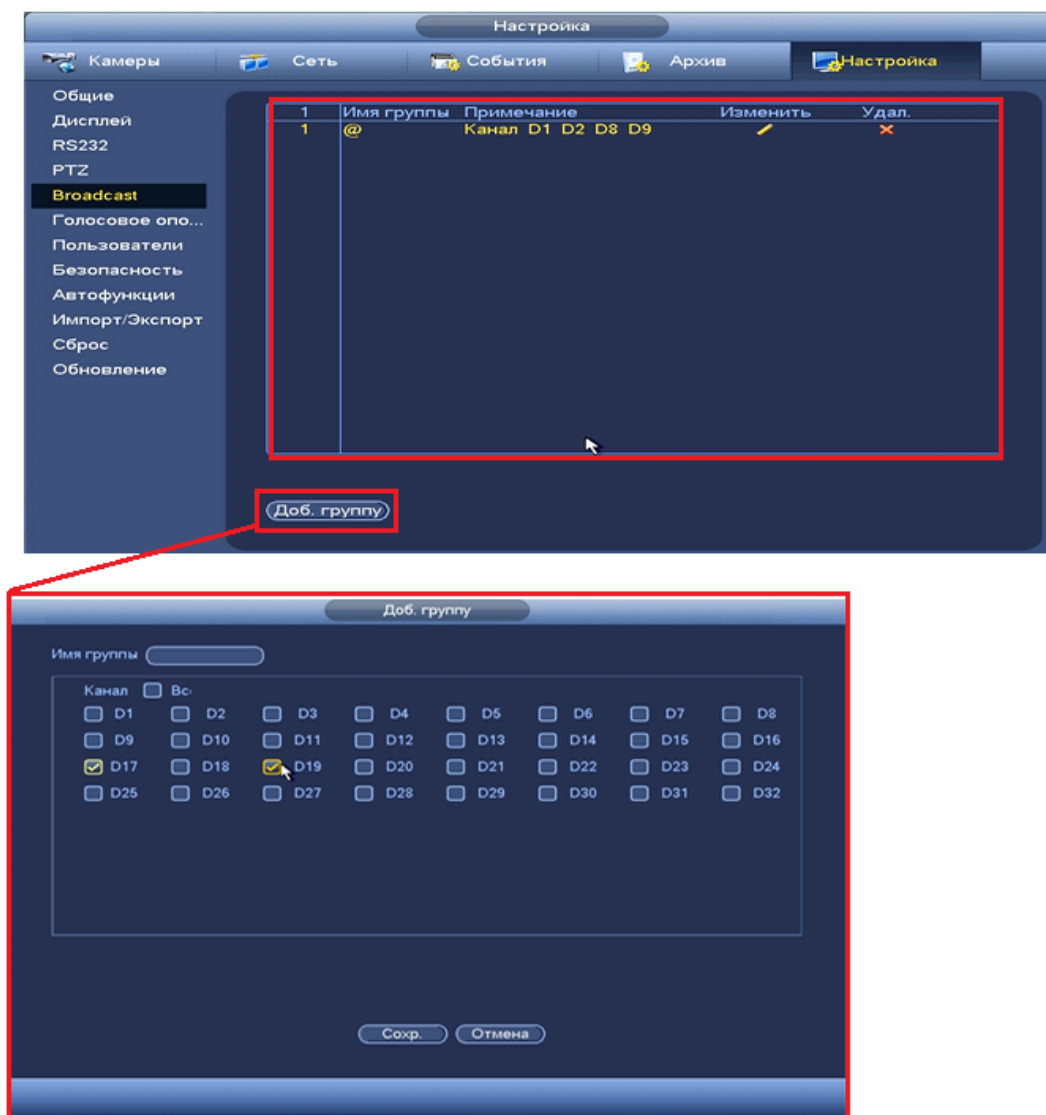 Настройка
Камеры Сеть События Архив Настройка
Общие
Дисплей
RS232
PTZ
Broadcast
Голосовое опо...
Пользователи
Безопасность
Автофункции
Импорт/Экспорт
Сброс
Обновление
1 Имя группы Примечание Изменить Удал.
1 @ Канал D1 D2 D8 D9
Доб. группу
Доб. группу
Имя группы
Канал Вс
D1 D2 D3 D4 D5 D6 D7 D8
D9 D10 D11 D12 D13 D14 D15 D16
D17 D18 D19 D20 D21 D22 D23 D24
D25 D26 D27 D28 D29 D30 D31 D32
Сохр. Отмена